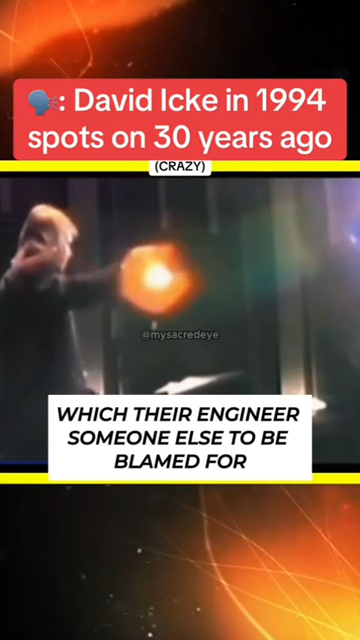 🗣️: David Icke in 1994
spots on 30 years ago
(CRAZY)
@mysacredeye
WHICH THEIR ENGINEER
SOMEONE ELSE TO BE
BLAMED FOR